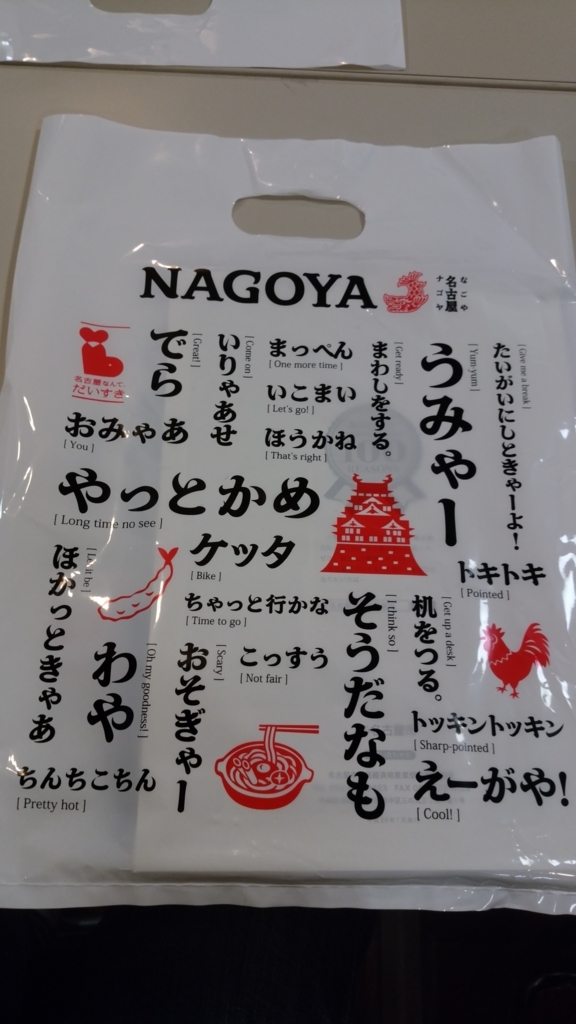 NAGOYA
なごや
名古屋
ナゴヤ
名古屋なんて、
だいすき
でら
[ Great! ]
いりゃあせ
[ Come on ]
まっぺん
[ One more time ]
いこまい
[ Let's go! ]
ほうかね
[ That's right ]
まわしをする。
[ Get ready ]
うみゃー
[ Yum-yum ]
たいがいにしときゃーよ!
[ Give me a break ]
おみゃあ
[ You ]
やっとかめ
[ Long time no see ]
ケッタ
[ Bike ]
トキトキ
[ Pointed ]
ほかっときゃあ
[ Let it be ]
ちゃっと行かな
[ Time to go ]
そうだなも
[ I think so ]
机をつる。
[ Get up a desk ]
わや
[ Oh my goodness! ]
おそぎゃー
[ Scary ]
こっすう
[ Not fair ]
トッキントッキン
[ Sharp-pointed ]
ちんちこちん
[ Pretty hot ]
えーがや!
[ Cool! ]